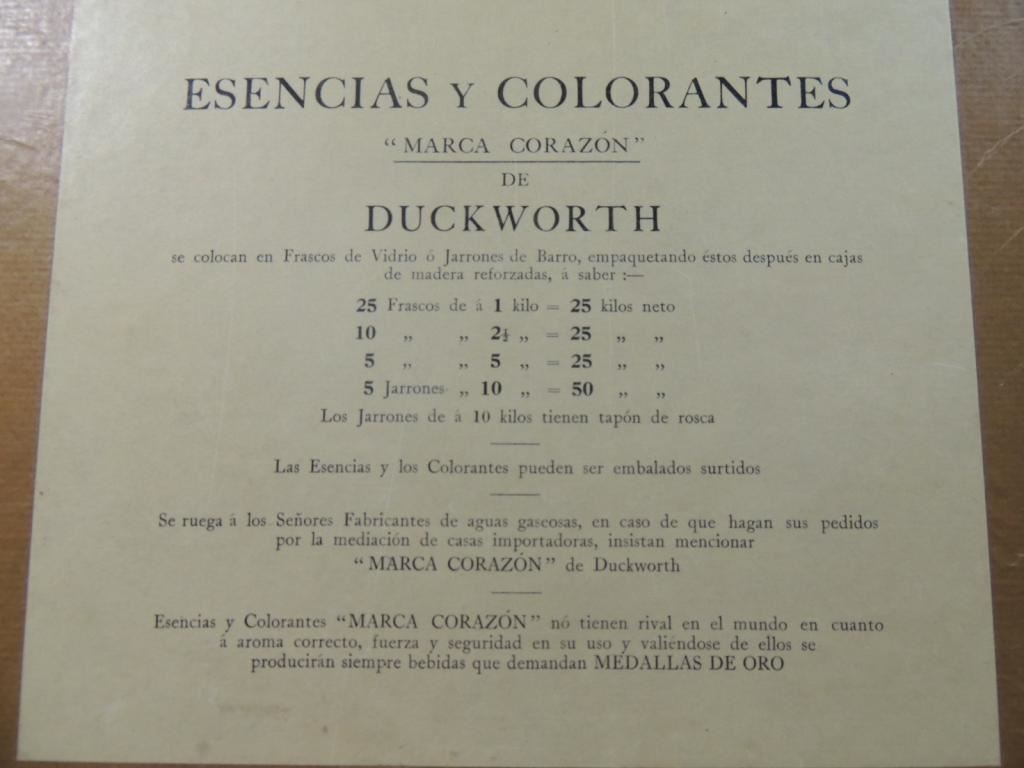 ESENCIAS Y COLORANTES
“MARCA CORAZÓN”
DE
DUCKWORTH
se colocan en Frascos de Vidrio ó Jarrones de Barro, empaquetando éstos después en cajas
de madera reforzadas, á saber :—
25 Frascos de á 1 kilo = 25 kilos neto
10 „ „ 2½ „ = 25 „ „
5 „ „ 5 „ = 25 „ „
5 Jarrones „ 10 „ = 50 „ „
Los Jarrones de á 10 kilos tienen tapón de rosca
Las Esencias y los Colorantes pueden ser embalados surtidos
Se ruega á los Señores Fabricantes de aguas gaseosas, en caso de que hagan sus pedidos
por la mediación de casas importadoras, insistan mencionar
“MARCA CORAZÓN” de Duckworth
Esencias y Colorantes “MARCA CORAZÓN” nó tienen rival en el mundo en cuanto
á aroma correcto, fuerza y seguridad en su uso y valiéndose de ellos se
producirán siempre bebidas que demandan MEDALLAS DE ORO